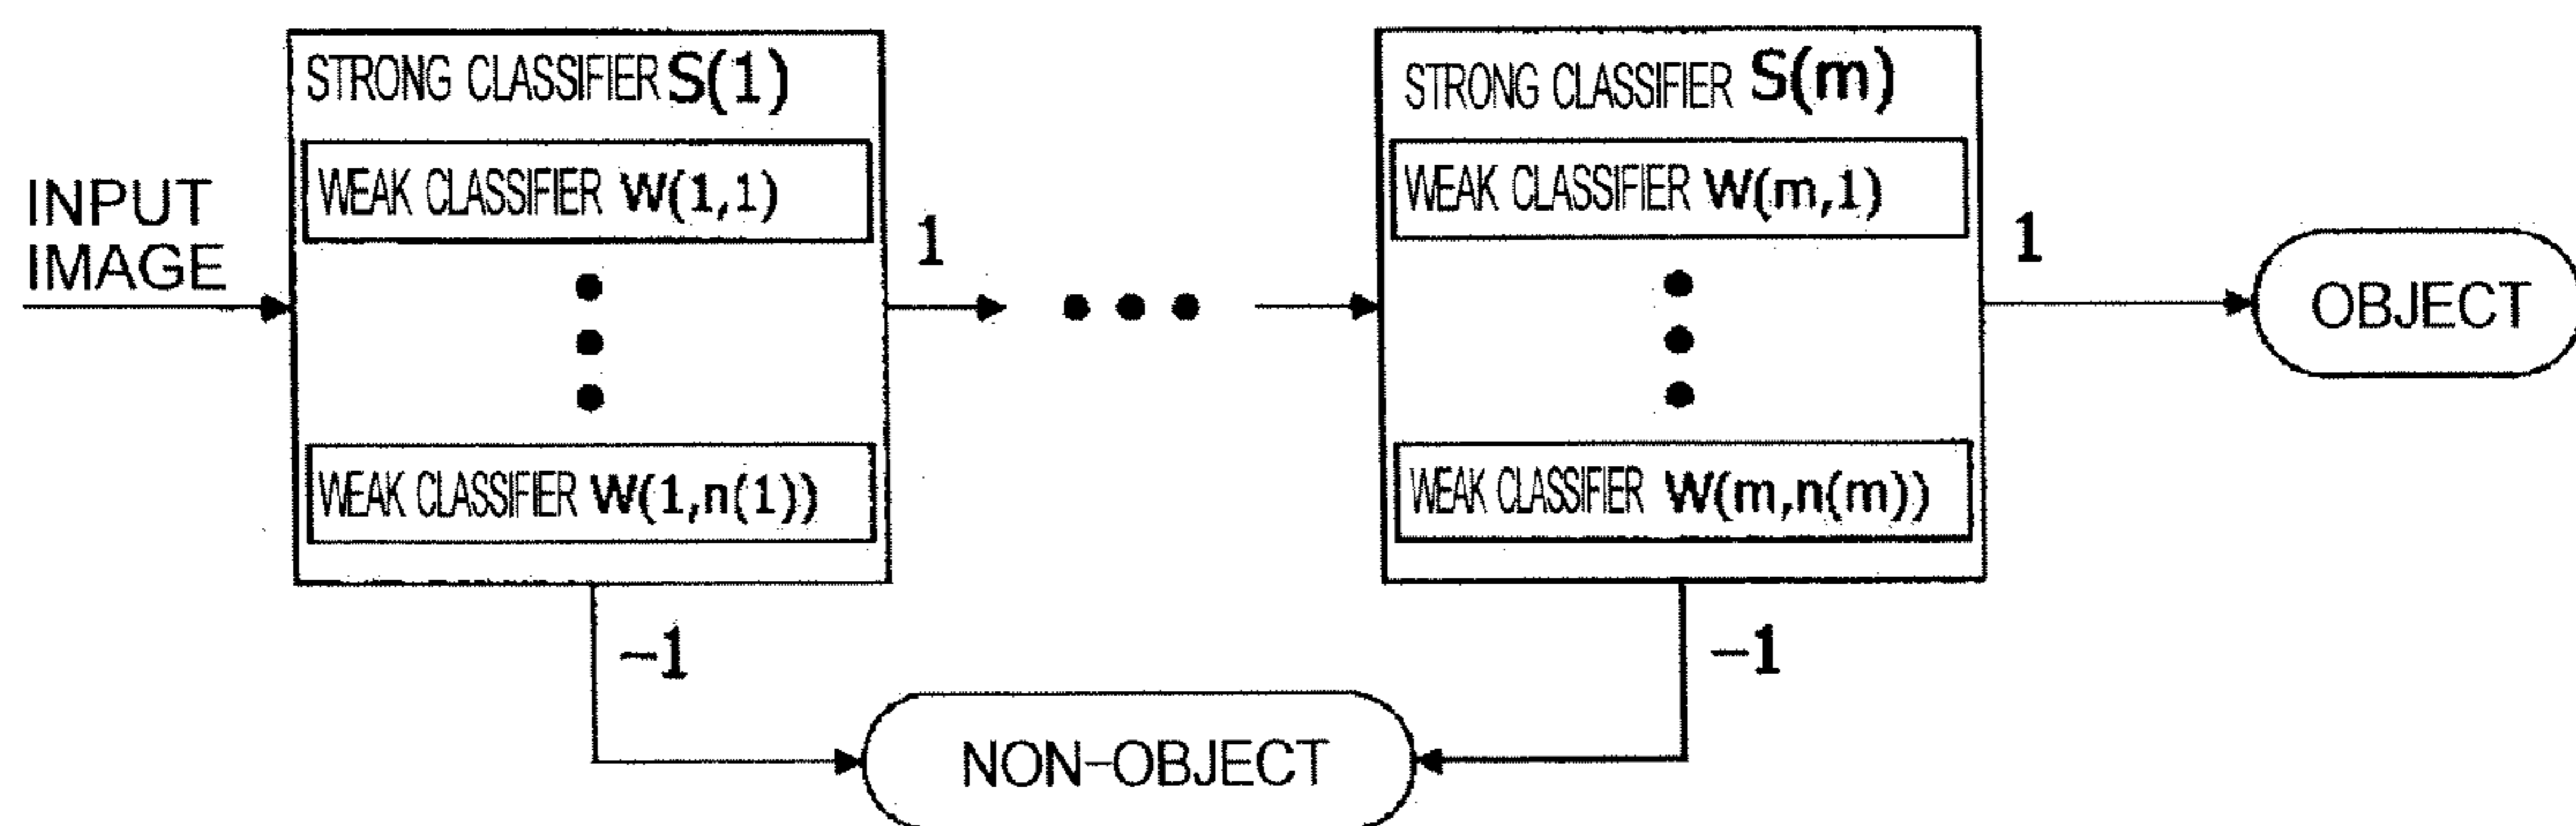 INPUT
IMAGE
STRONG CLASSIFIER S(1)
WEAK CLASSIFIER W(1,1)
WEAK CLASSIFIER W(1,n(1))
1
−1
STRONG CLASSIFIER S(m)
WEAK CLASSIFIER W(m,1)
WEAK CLASSIFIER W(m,n(m))
1
−1
OBJECT
NON-OBJECT